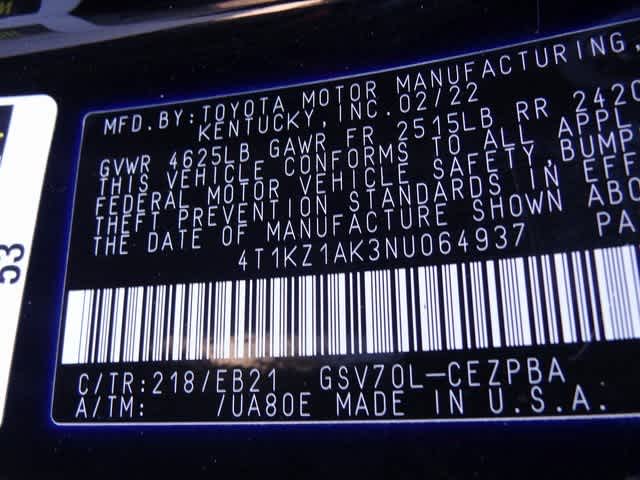 MFD.BY:TOYOTA MOTOR MANUFACTURING,
KENTUCKY,INC.02/22
GVWR 4625LB GAWR FR 2515LB RR 2420
THIS VEHICLE CONFORMS TO ALL APPL
FEDERAL MOTOR VEHICLE SAFETY,BUMP
THEFT PREVENTION STANDARDS IN EFF
THE DATE OF MANUFACTURE SHOWN ABO
4T1KZ1AK3NU064937 PA
C/TR:218/EB21 GSV70L-CEZPBA
A/TM: /UA80E MADE IN U.S.A.
53